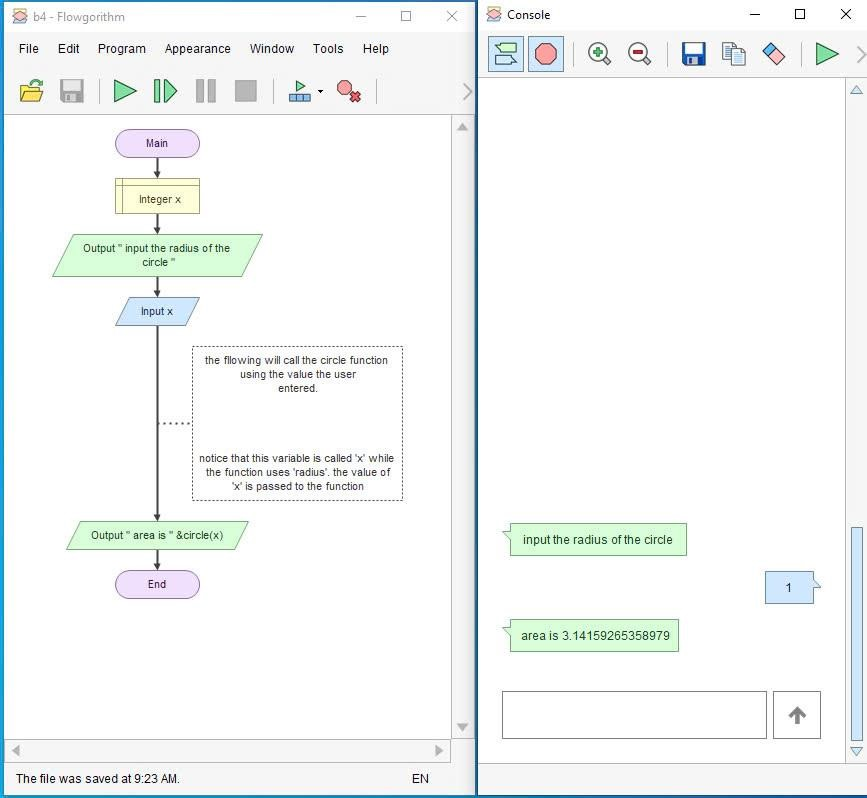 b4 - Flowgorithm
File Edit Program Appearance Window Tools Help
Main
Integer x
Output " input the radius of the
circle "
Input x
the fllowing will call the circle function
using the value the user
entered.
notice that this variable is called 'x' while
the function uses 'radius'. the value of
'x' is passed to the function
Output " area is " &circle(x)
End
The file was saved at 9:23 AM.
EN
Console
input the radius of the circle
1
area is 3.14159265358979